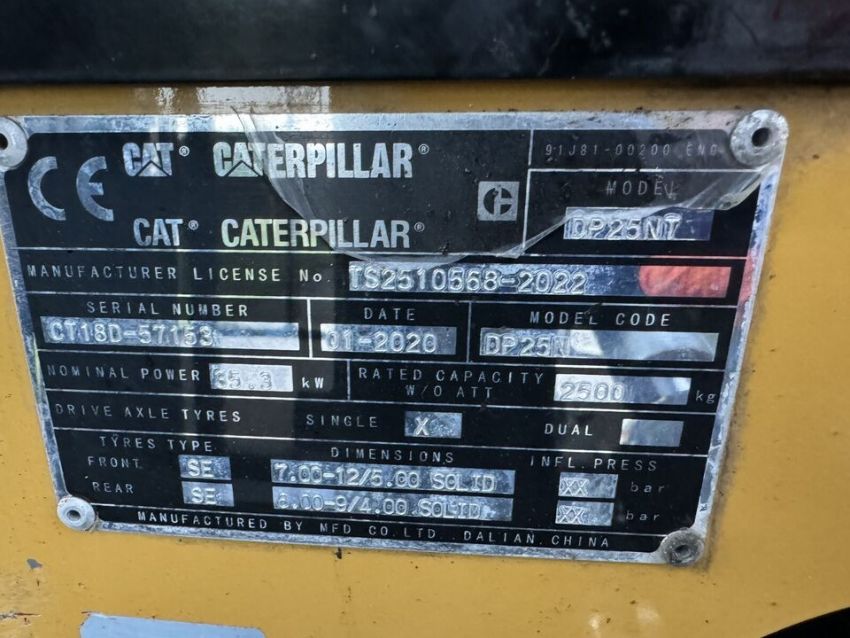 CE CAT® CATERPILLAR®
91J81-00200 ENG
MODEL
CAT® CATERPILLAR®
DP25NT
MANUFACTURER LICENSE No TS2510568-2022
SERIAL NUMBER DATE MODEL CODE
CT18D-57153 01-2020 DP25N
NOMINAL POWER 35.3 kW RATED CAPACITY W/O ATT 2500 kg
DRIVE AXLE TYRES SINGLE X DUAL
TYRES TYPE DIMENSIONS INFL.PRESS
FRONT SE 7.00-12/5.00 SOLID XX bar
REAR SE 6.00-9/4.00 SOLID XX bar
MANUFACTURED BY MFD CO.LTD. DALIAN.CHINA